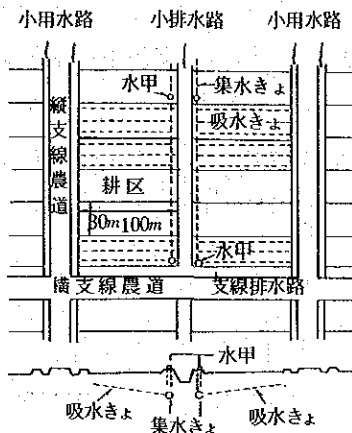 小用水路 小排水路 小用水路
水甲 集水きょ
吸水きょ
縦支線農道
耕区
30m 100m
水甲
横支線農道 支線排水路
水甲
吸水きょ 集水きょ 吸水きょ